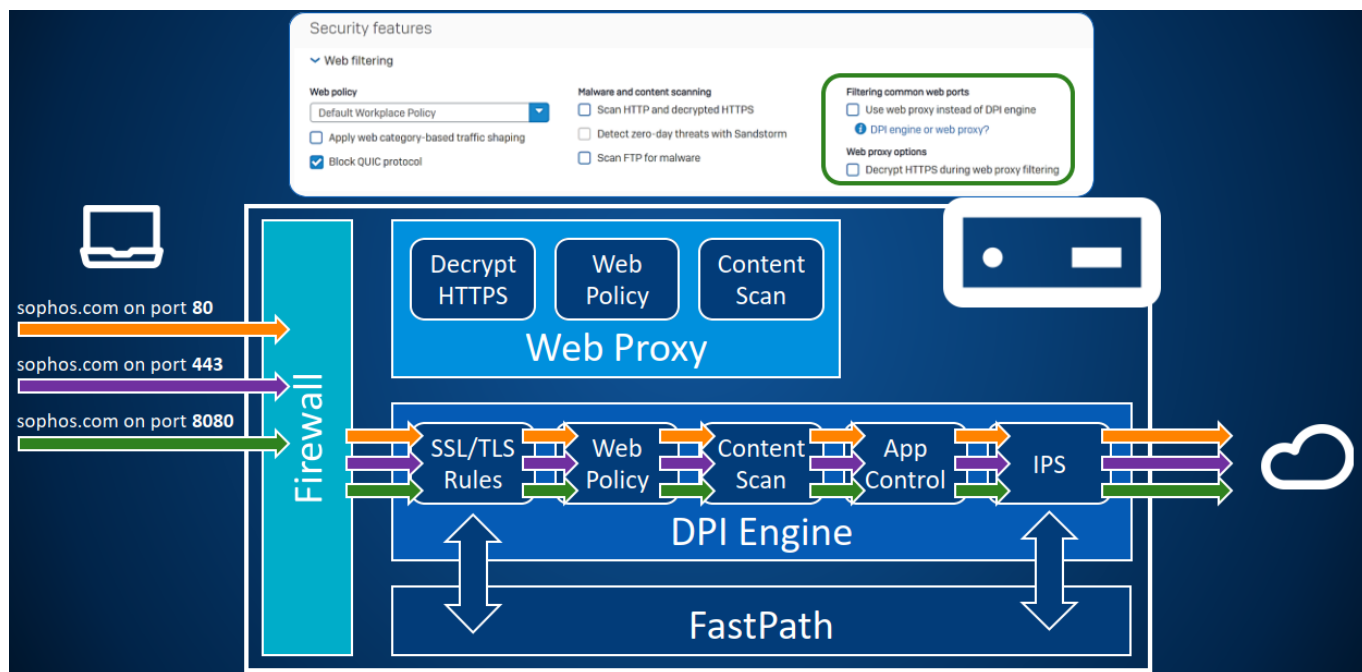 Security features
Web filtering
Web policy
Default Workplace Policy
Apply web category-based traffic shaping
Block QUIC protocol
Malware and content scanning
Scan HTTP and decrypted HTTPS
Detect zero-day threats with Sandstorm
Scan FTP for malware
Filtering common web ports
Use web proxy instead of DPI engine
DPI engine or web proxy?
Web proxy options
Decrypt HTTPS during web proxy filtering
sophos.com on port 80
sophos.com on port 443
sophos.com on port 8080
Firewall
Decrypt
HTTPS
Web
Policy
Content
Scan
Web Proxy
SSL/TLS
Rules
Web
Policy
Content
Scan
App
Control
IPS
DPI Engine
FastPath